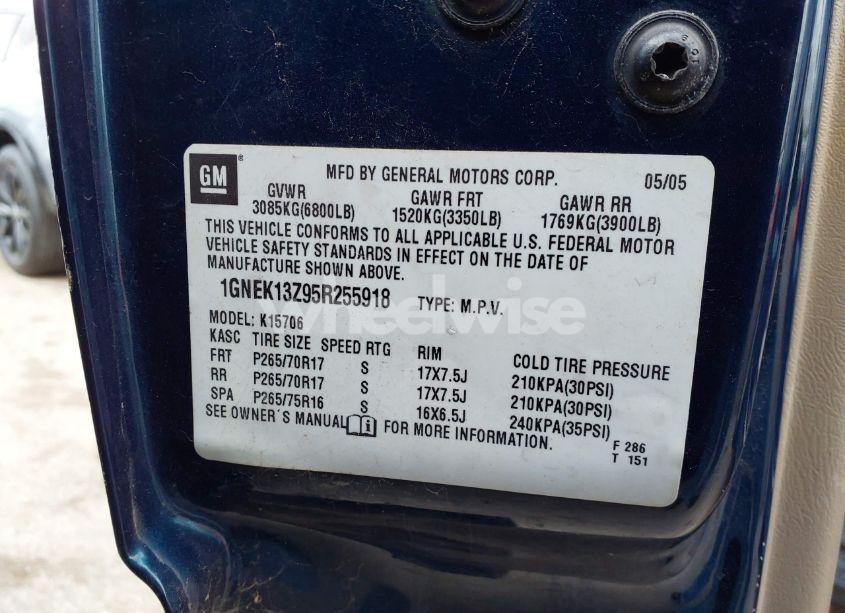 GM ®
MFD BY GENERAL MOTORS CORP. 05/05
GVWR GAWR FRT GAWR RR
3085KG(6800LB) 1520KG(3350LB) 1769KG(3900LB)
THIS VEHICLE CONFORMS TO ALL APPLICABLE U.S. FEDERAL MOTOR
VEHICLE SAFETY STANDARDS IN EFFECT ON THE DATE OF
MANUFACTURE SHOWN ABOVE.
1GNEK13Z95R255918 TYPE: M.P.V.
wheelwise
MODEL: K15706
KASC TIRE SIZE SPEED RTG RIM COLD TIRE PRESSURE
FRT P265/70R17 S 17X7.5J 210KPA(30PSI)
RR P265/70R17 S 17X7.5J 210KPA(30PSI)
SPA P265/75R16 S 16X6.5J 240KPA(35PSI)
SEE OWNER'S MANUAL FOR MORE INFORMATION.
F 286
T 151